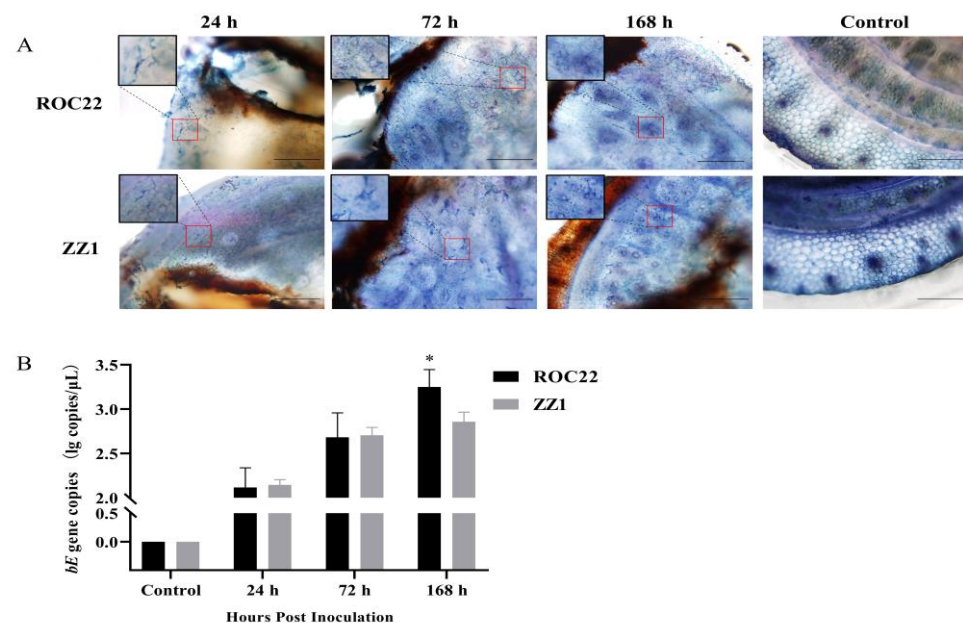 24 h 72 h 168 h Control
A
ROC22
ZZ1
B
bE gene copies (lg copies/μL)
3.5
3.0
2.5
2.0
0.5
0.0
*
ROC22
ZZ1
Control 24 h 72 h 168 h
Hours Post Inoculation